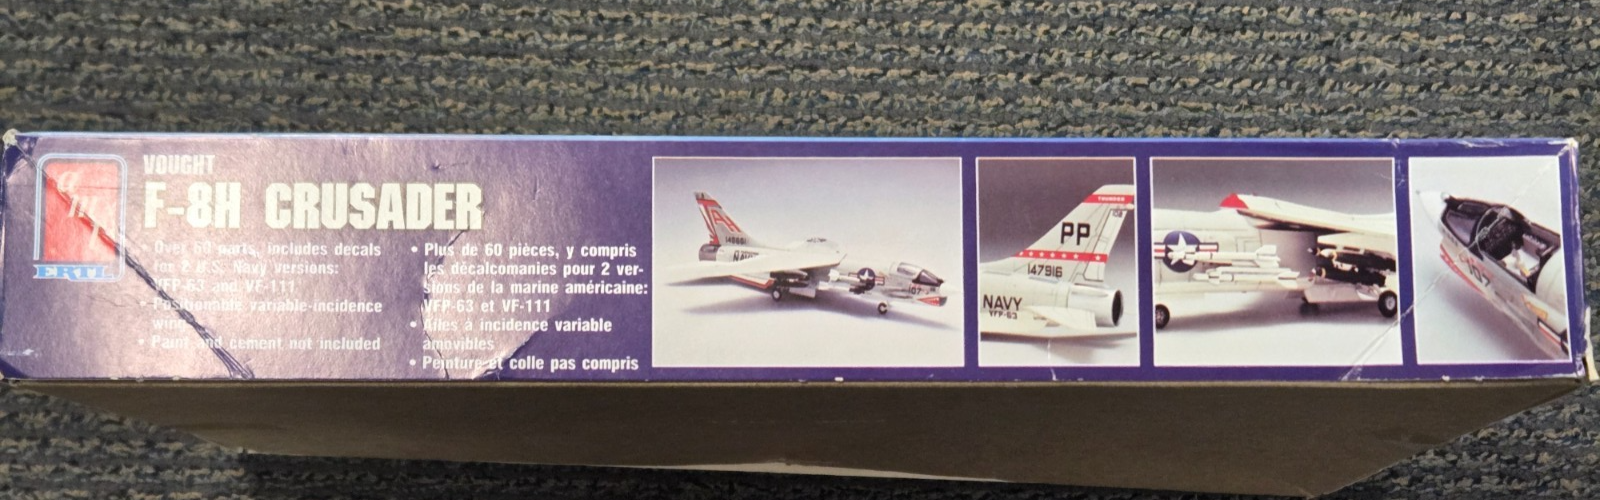 amt
ERTL
VOUGHT
F-8H CRUSADER
• Over 60 parts, includes decals
for 2 U.S. Navy versions:
VFP-63 and VF-111
• Positionable variable-incidence
wing
• Paint and cement not included
• Plus de 60 pièces, y compris
les décalcomanies pour 2 ver-
sions de la marine américaine:
VFP-63 et VF-111
• Ailes à incidence variable
amovibles
• Peinture et colle pas compris
NAVY
107
PP
147916
NAVY
VFP-63
107